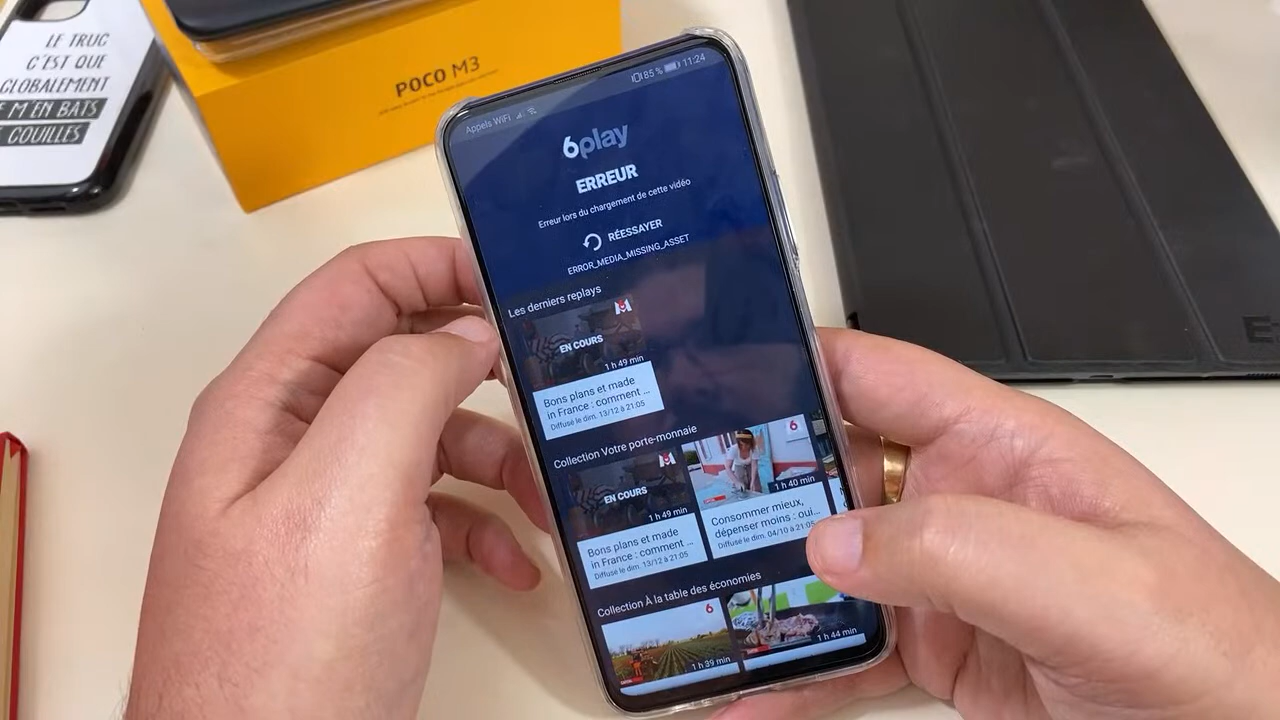 LE TRUC
C'EST QUE
GLOBALEMENT
M'EN BATS
COUILLES
POCO M3
Appels WiFi
85 %
11:24
6play
ERREUR
Erreur lors du chargement de cette vidéo
RÉESSAYER
ERROR_MEDIA_MISSING_ASSET
Les derniers replays
M
EN COURS
1 h 49 min
Bons plans et made
in France : comment ...
Diffusé le dim. 13/12 à 21:05
Collection Votre porte-monnaie
M
EN COURS
1 h 49 min
Bons plans et made
in France : comment ...
Diffusé le dim. 13/12 à 21:05
6
1 h 40 min
Consommer mieux,
dépenser moins : oui...
Diffusé le dim. 04/10 à 21:05
Collection À la table des économies
6
1 h 39 min
1 h 44 min